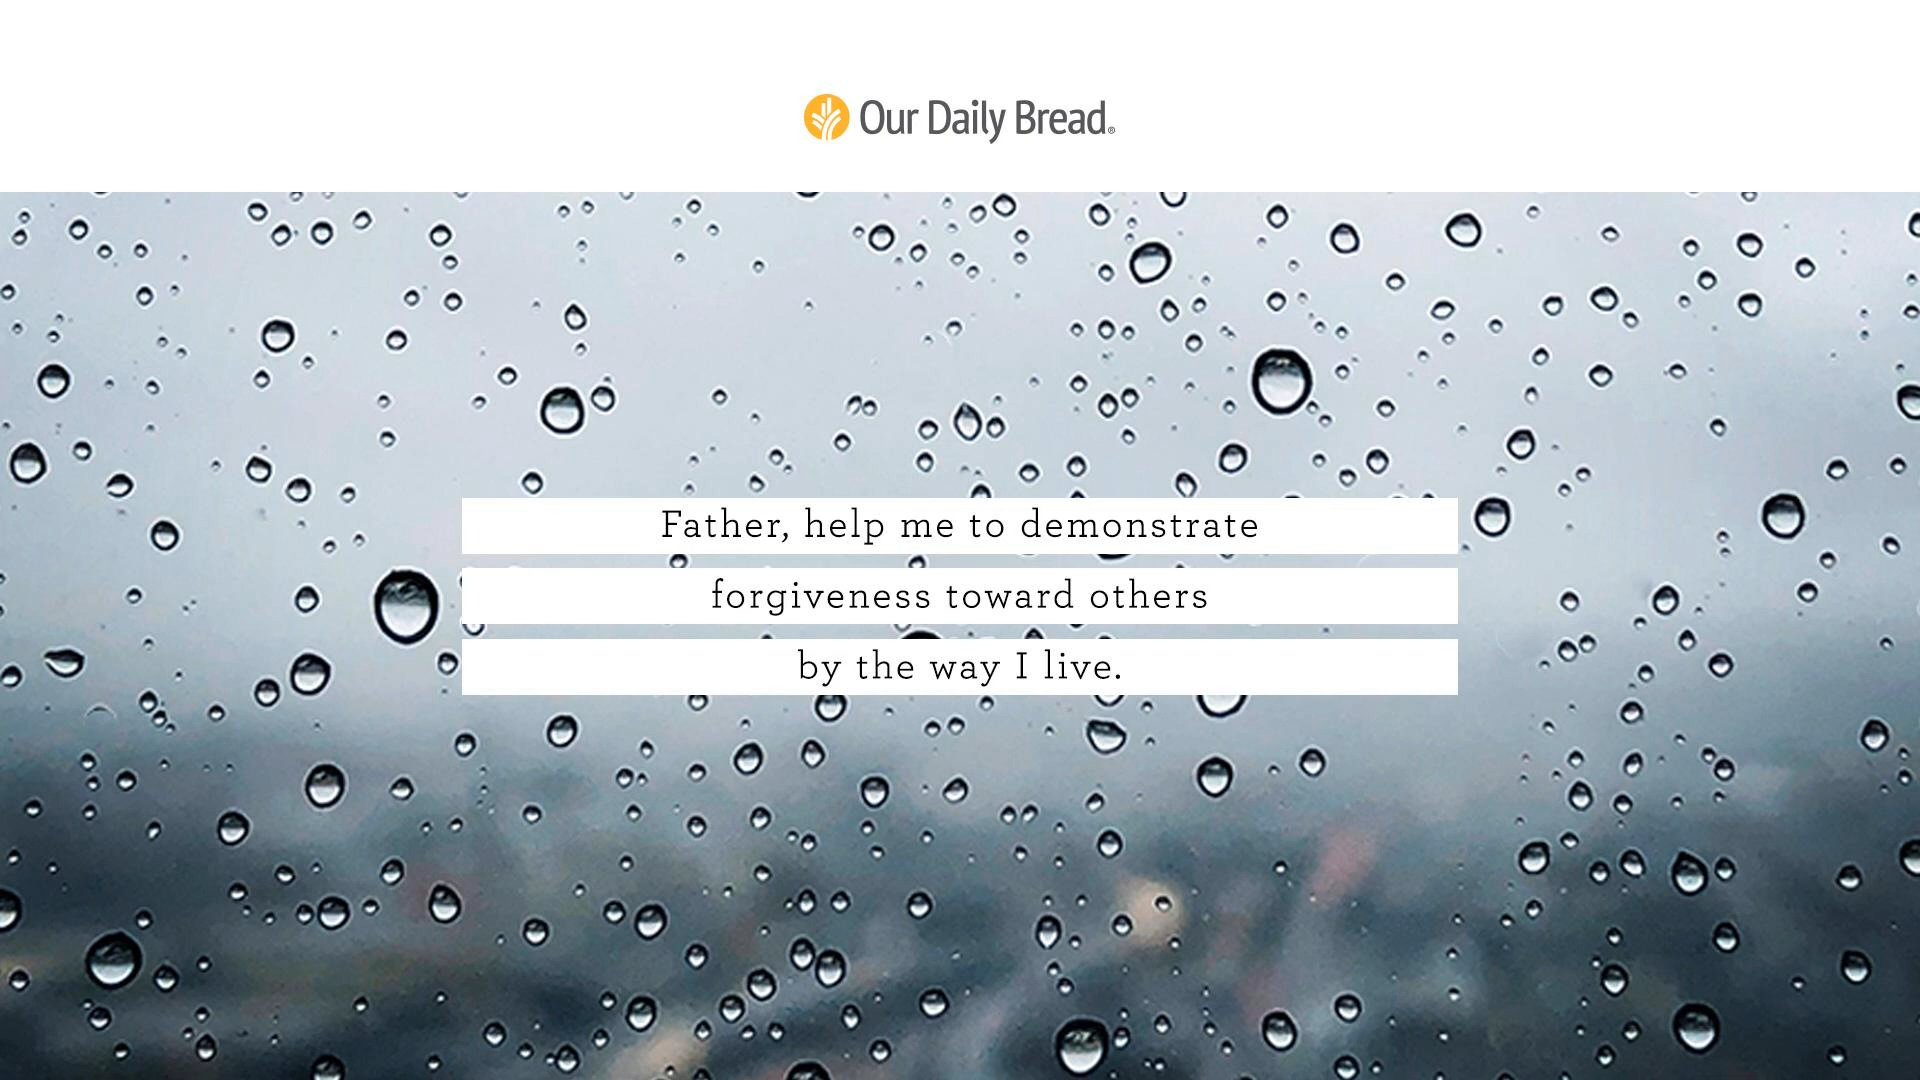 Our Daily Bread®
Father, help me to demonstrate
forgiveness toward others
by the way I live.